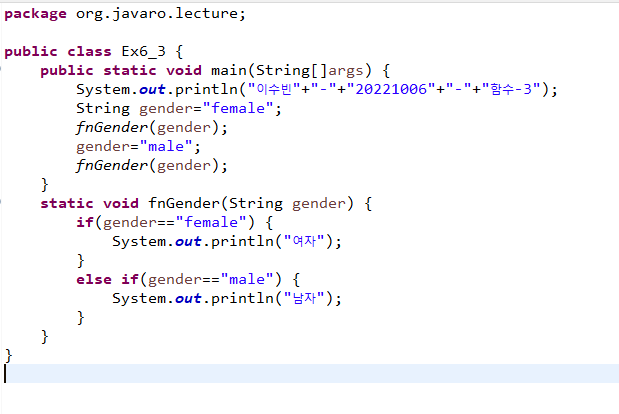 package org.javaro.lecture;
public class Ex6_3 {
public static void main(String[]args) {
System.out.println("이수빈"+"-"+"20221006"+"-"+"함수-3");
String gender="female";
fnGender(gender);
gender="male";
fnGender(gender);
}
static void fnGender(String gender) {
if(gender=="female") {
System.out.println("여자");
}
else if(gender=="male") {
System.out.println("남자");
}
}
}